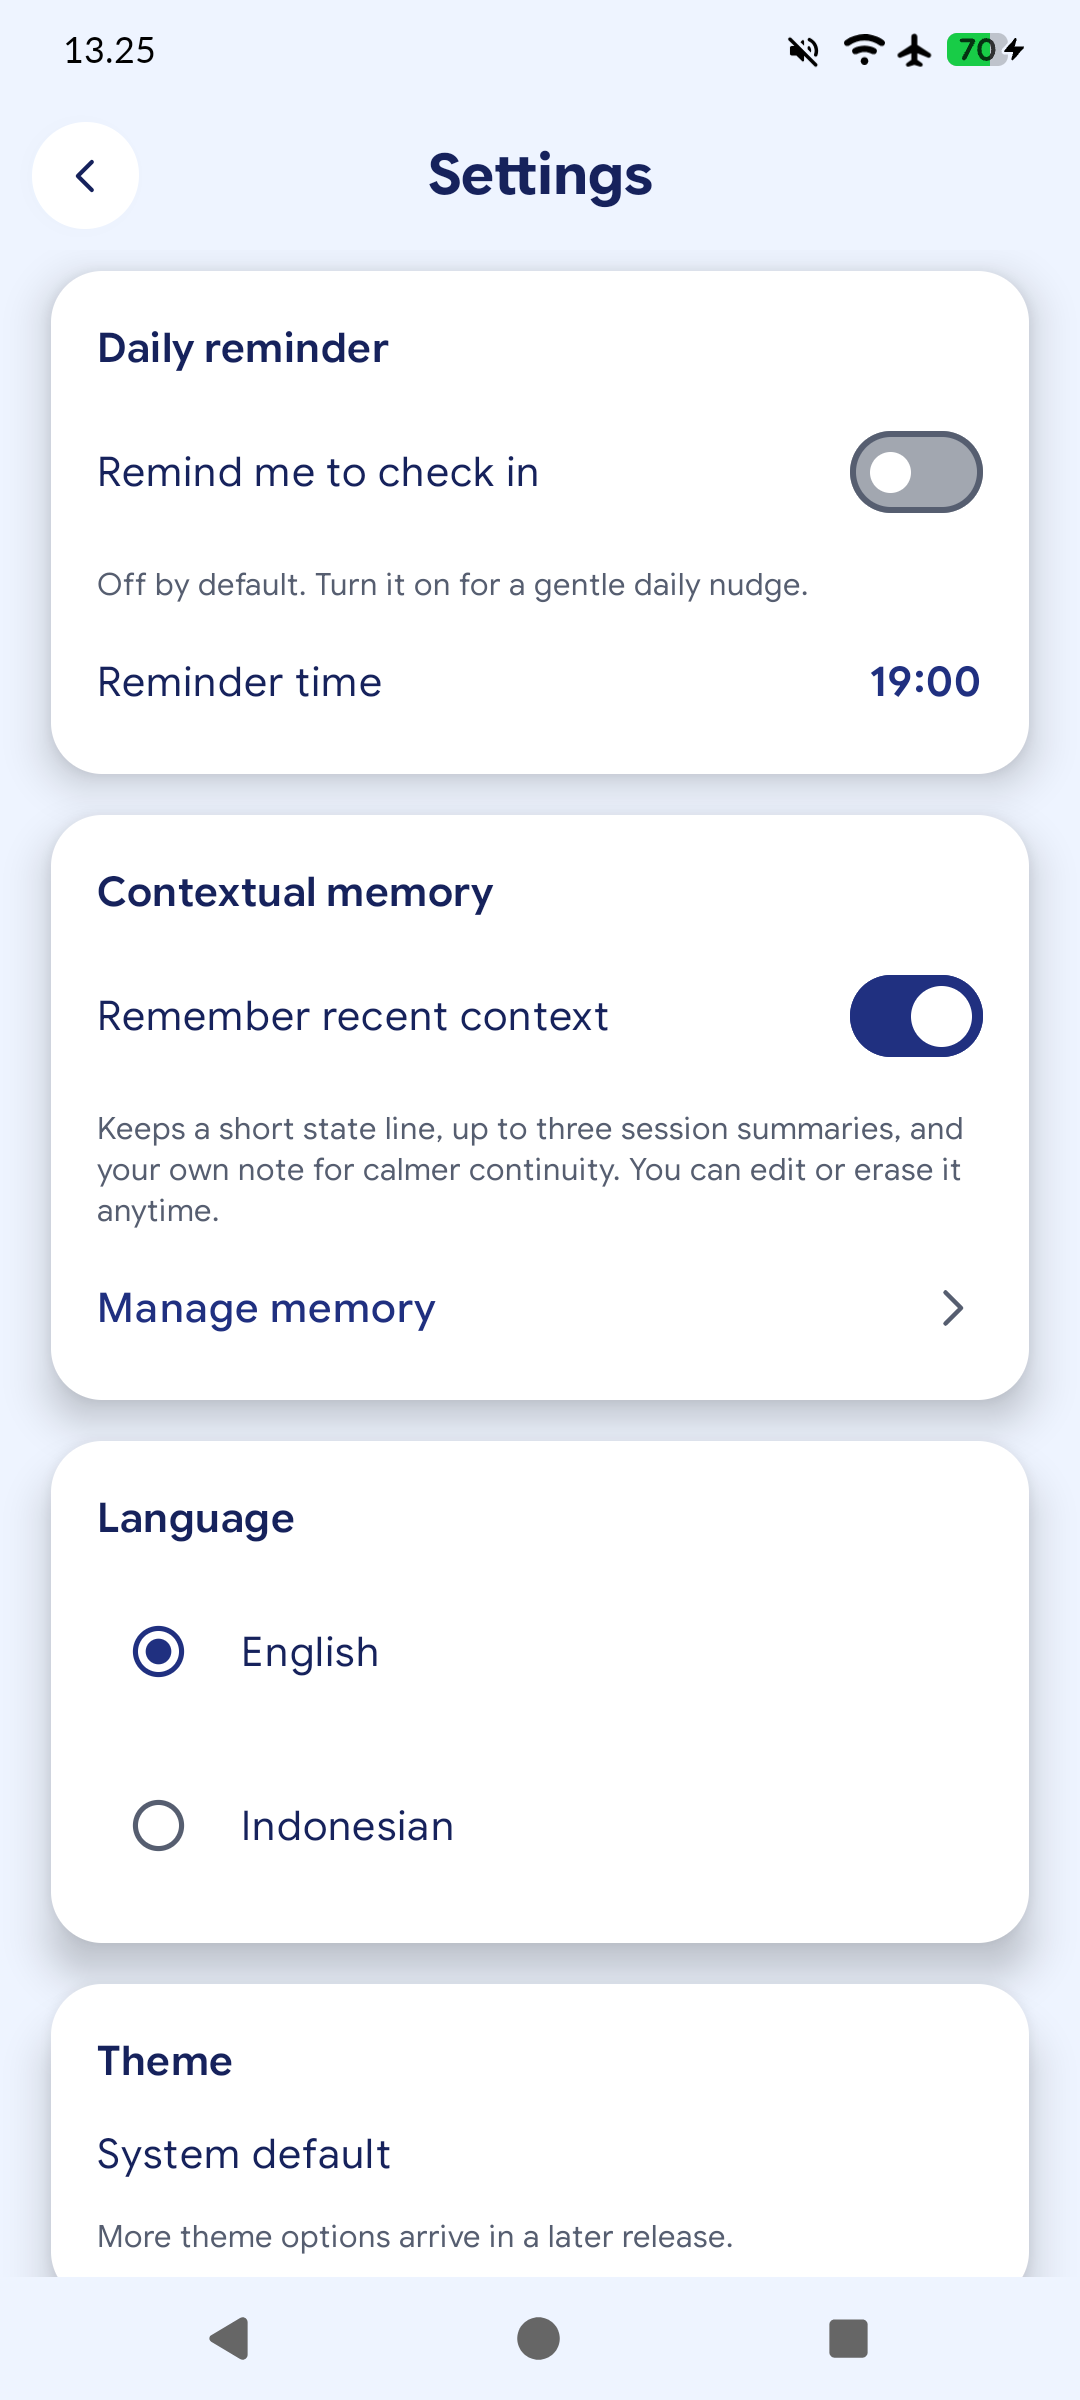 13.25
70
Settings
Daily reminder
Remind me to check in
Off by default. Turn it on for a gentle daily nudge.
Reminder time
19:00
Contextual memory
Remember recent context
Keeps a short state line, up to three session summaries, and
your own note for calmer continuity. You can edit or erase it
anytime.
Manage memory
Language
English
Indonesian
Theme
System default
More theme options arrive in a later release.